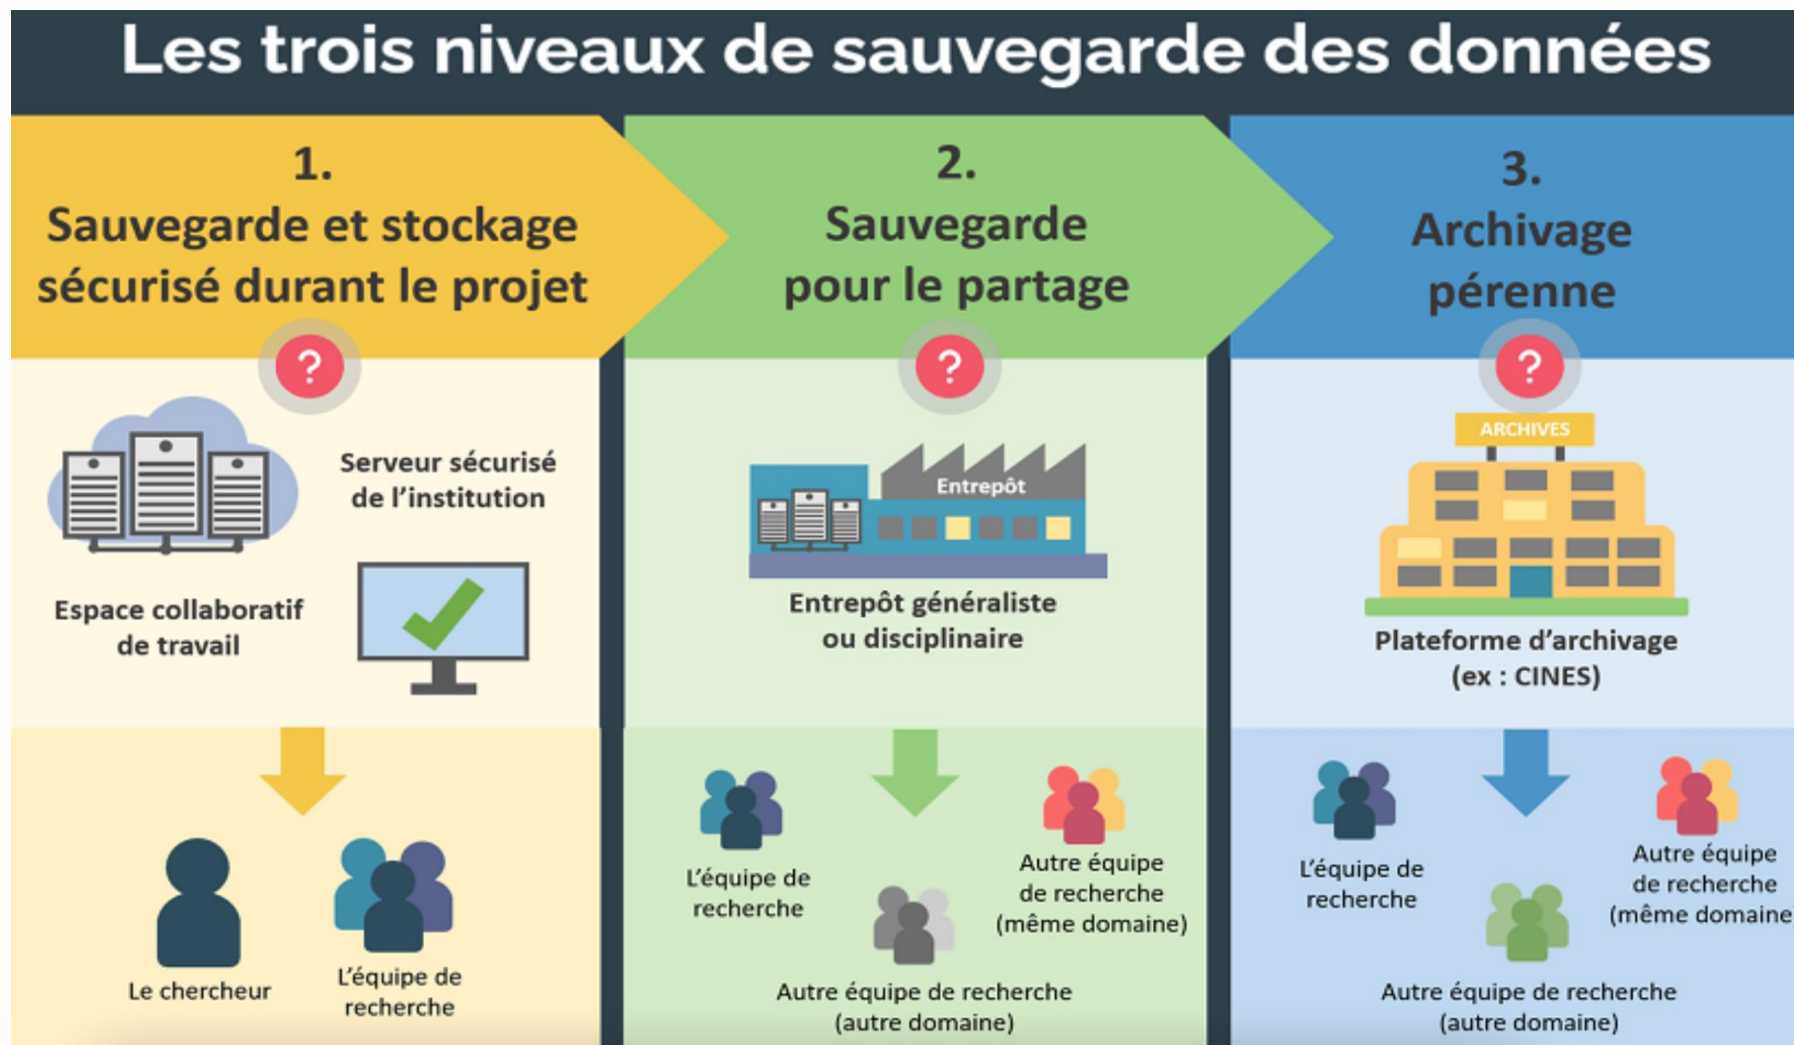 Les trois niveaux de sauvegarde des données
1.
Sauvegarde et stockage
sécurisé durant le projet
?
Serveur sécurisé
de l’institution
Espace collaboratif
de travail
Le chercheur
L’équipe de
recherche
2.
Sauvegarde
pour le partage
?
Entrepôt
Entrepôt généraliste
ou disciplinaire
L’équipe de
recherche
Autre équipe
de recherche
(même domaine)
Autre équipe de recherche
(autre domaine)
3.
Archivage
pérenne
?
ARCHIVES
Plateforme d’archivage
(ex : CINES)
L’équipe de
recherche
Autre équipe
de recherche
(même domaine)
Autre équipe de recherche
(autre domaine)